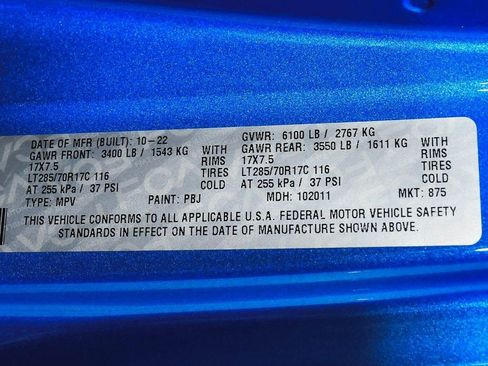 DATE OF MFR (BUILT): 10-22 GVWR: 6100 LB / 2767 KG
GAWR FRONT: 3400 LB / 1543 KG WITH GAWR REAR: 3550 LB / 1611 KG WITH
17X7.5 RIMS 17X7.5 RIMS
LT285/70R17C 116 TIRES LT285/70R17C 116 TIRES
AT 255 kPa / 37 PSI COLD AT 255 kPa / 37 PSI COLD
TYPE: MPV PAINT: PBJ MDH: 102011 MKT: 875
THIS VEHICLE CONFORMS TO ALL APPLICABLE U.S.A. FEDERAL MOTOR VEHICLE SAFETY
STANDARDS IN EFFECT ON THE DATE OF MANUFACTURE SHOWN ABOVE.